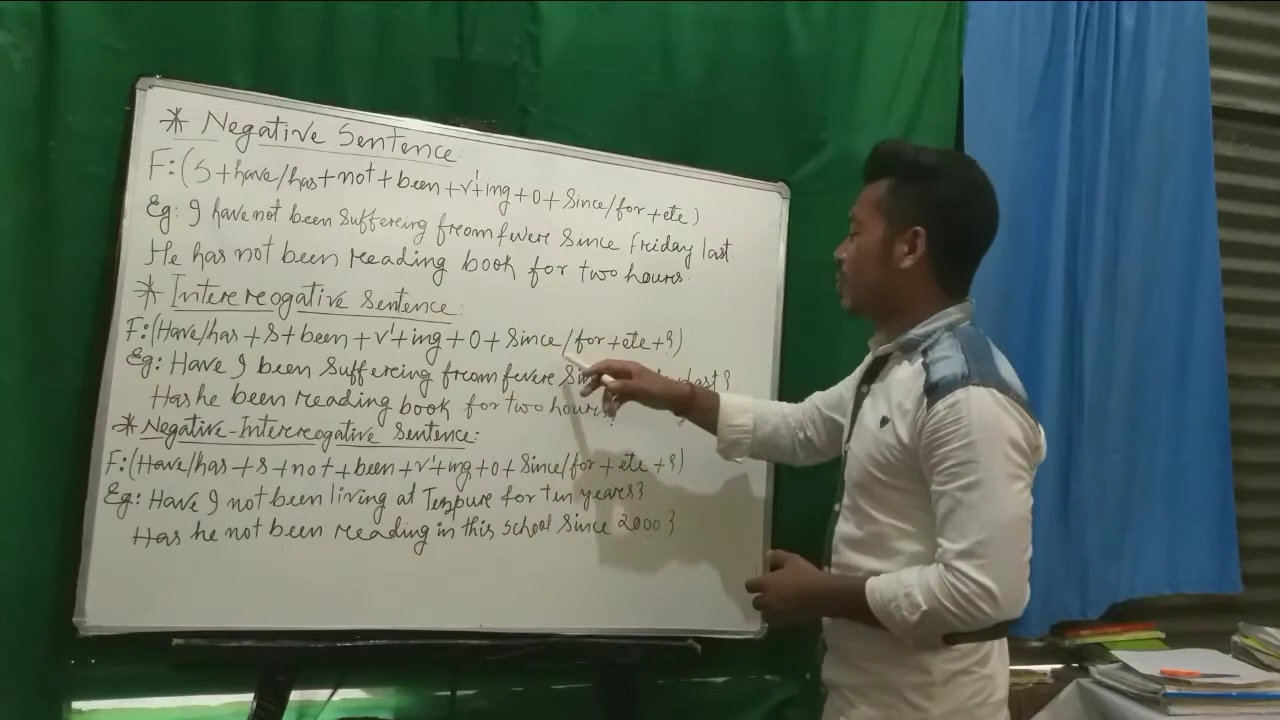 * Negative Sentence:
F: (S+have/has+not+been+v¹+ing+O+Since/for+etc)
Eg: I have not been suffering from fever since Friday last.
He has not been reading book for two hours.
* Interrogative Sentence:
F: (Have/has+S+been+v¹+ing+O+Since/for+etc+?)
Eg: Have I been suffering from fever last?
Has he been reading book for two hours?
* Negative-Interrogative Sentence:
F: (Have/has+S+not+been+v¹+ing+O+Since/for+etc+?)
Eg: Have I not been living at Tezpur for ten years?
Has he not been reading in this school since 2000?